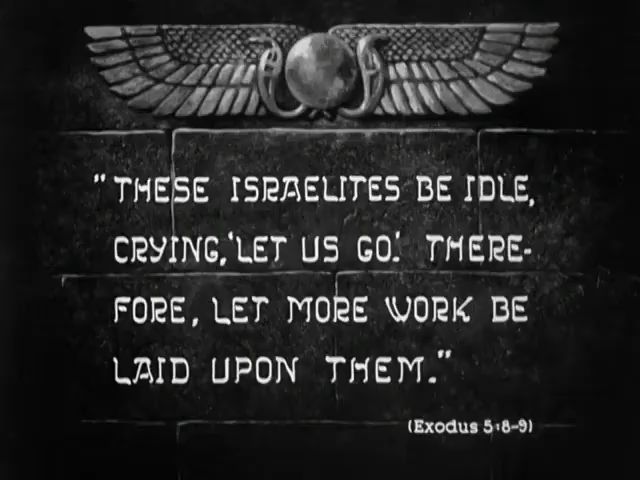 "THESE ISRAELITES BE IDLE,
CRYING, 'LET US GO.' THERE-
FORE, LET MORE WORK BE
LAID UPON THEM."
(Exodus 5:8-9)